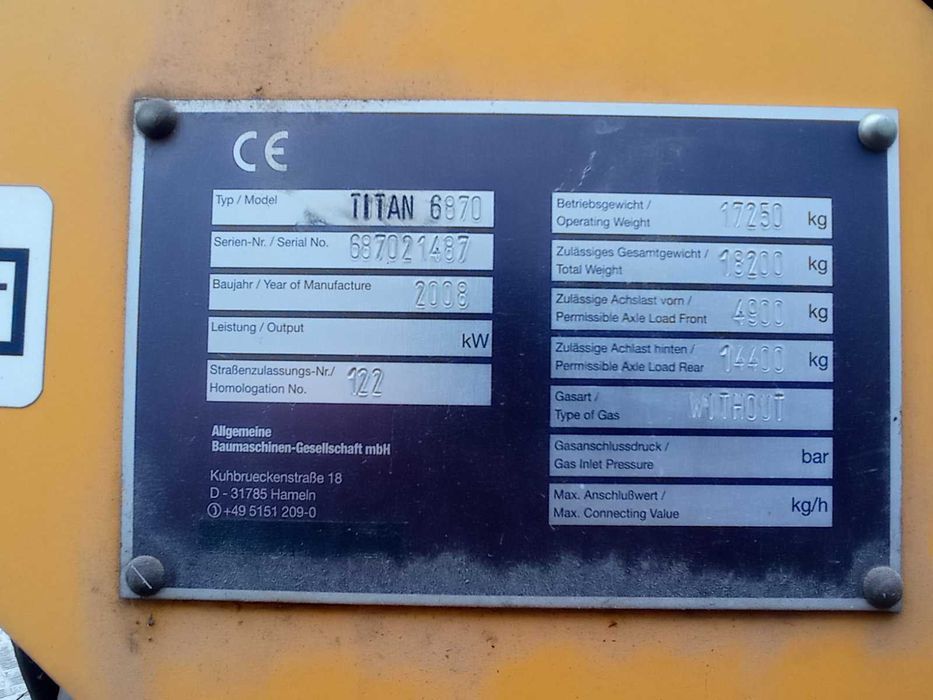 CE
Typ / Model TITAN 6870
Serien-Nr. / Serial No. 687021487
Baujahr / Year of Manufacture 2008
Leistung / Output kW
Straßenzulassungs-Nr./
Homologation No. 122
Allgemeine
Baumaschinen-Gesellschaft mbH
Kuhbrueckenstraße 18
D - 31785 Hameln
+49 5151 209-0
Betriebsgewicht /
Operating Weight 17250 kg
Zulässiges Gesamtgewicht /
Total Weight 18200 kg
Zulässige Achslast vorn /
Permissible Axle Load Front 4900 kg
Zulässige Achlast hinten /
Permissible Axle Load Rear 14400 kg
Gasart /
Type of Gas WITHOUT
Gasanschlussdruck /
Gas Inlet Pressure bar
Max. Anschlußwert /
Max. Connecting Value kg/h